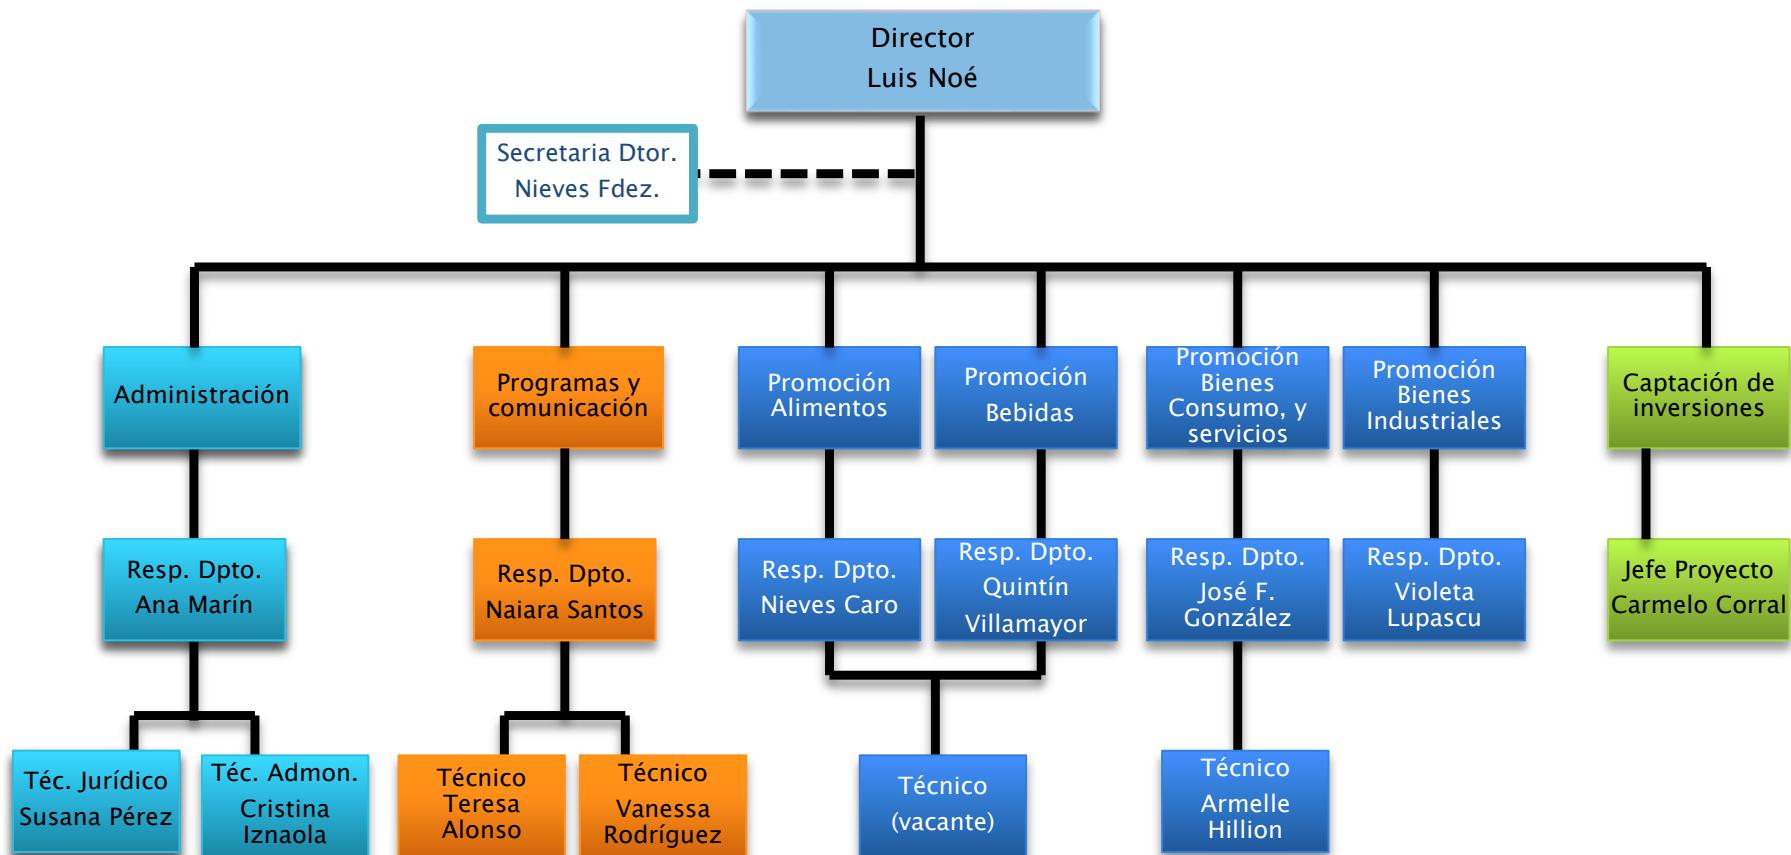 Director
Luis Noé
Secretaria Dtor.
Nieves Fdez.
Administración
Programas y
comunicación
Promoción
Alimentos
Promoción
Bebidas
Promoción
Bienes
Consumo, y
servicios
Promoción
Bienes
Industriales
Captación de
inversiones
Resp. Dpto.
Ana Marín
Resp. Dpto.
Naiara Santos
Resp. Dpto.
Nieves Caro
Resp. Dpto.
Quintín
Villamayor
Resp. Dpto.
José F.
González
Resp. Dpto.
Violeta
Lupascu
Jefe Proyecto
Carmelo Corral
Téc. Jurídico
Susana Pérez
Téc. Admon.
Cristina
Iznaola
Técnico
Teresa
Alonso
Técnico
Vanessa
Rodríguez
Técnico
(vacante)
Técnico
Armelle
Hillion